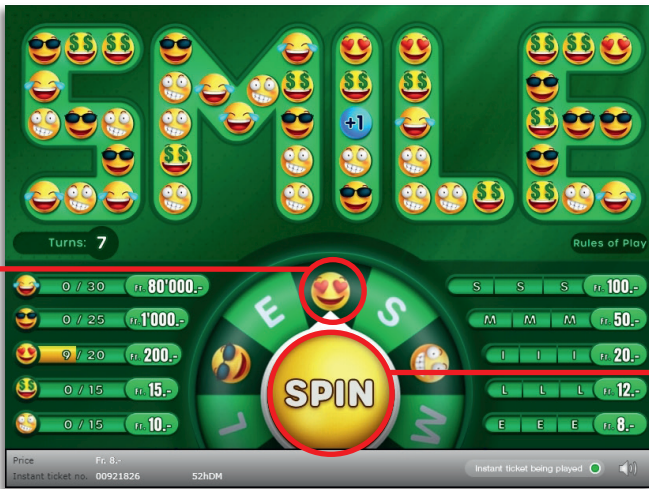 SMILE
+1
Turns: 7
Rules of Play
0 / 30 Fr. 80'000.-
0 / 25 Fr. 1'000.-
9 / 20 Fr. 200.-
0 / 15 Fr. 15.-
0 / 15 Fr. 10.-
L E S M
SPIN
S S S Fr. 100.-
M M M Fr. 50.-
I I I Fr. 20.-
L L L Fr. 12.-
E E E Fr. 8.-
Price Fr. 8.-
Instant ticket no. 00921826 52hDM
Instant ticket being played